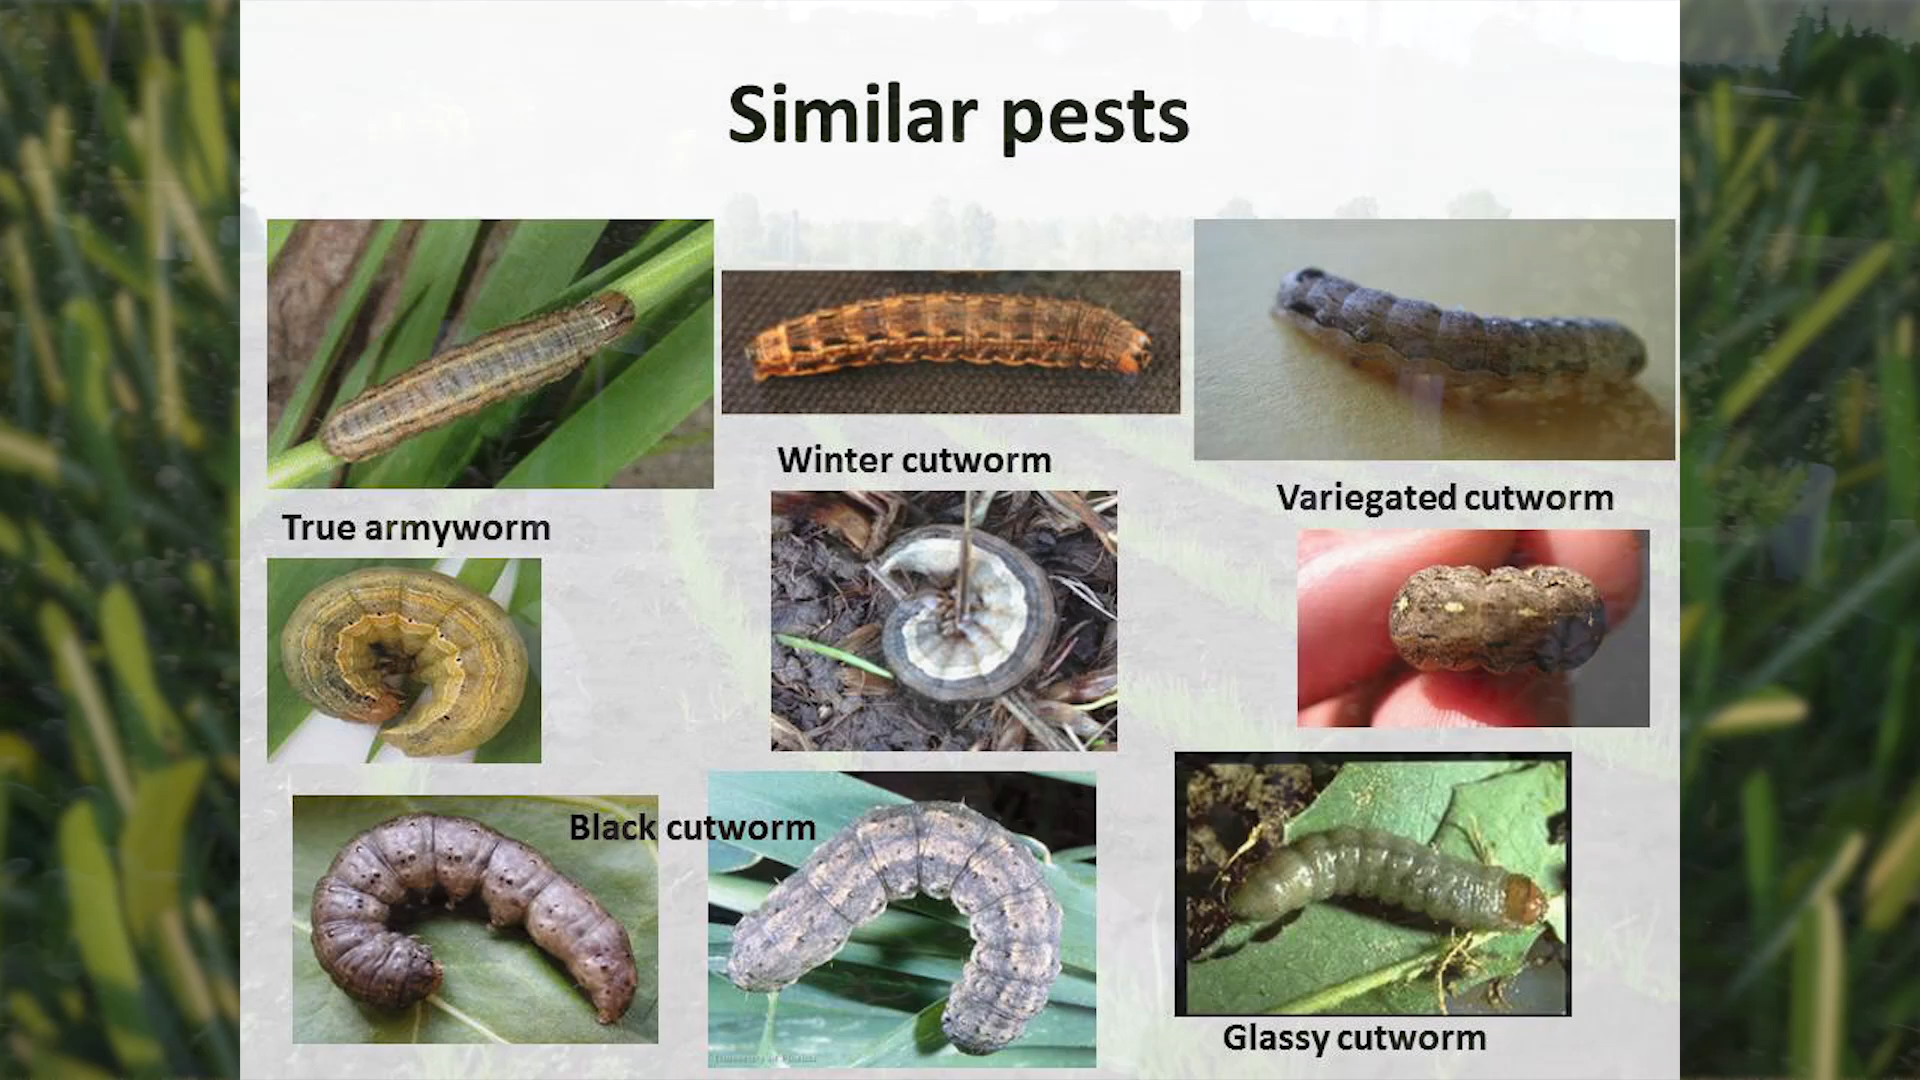 Similar pests
Winter cutworm
Variegated cutworm
True armyworm
Black cutworm
Glassy cutworm